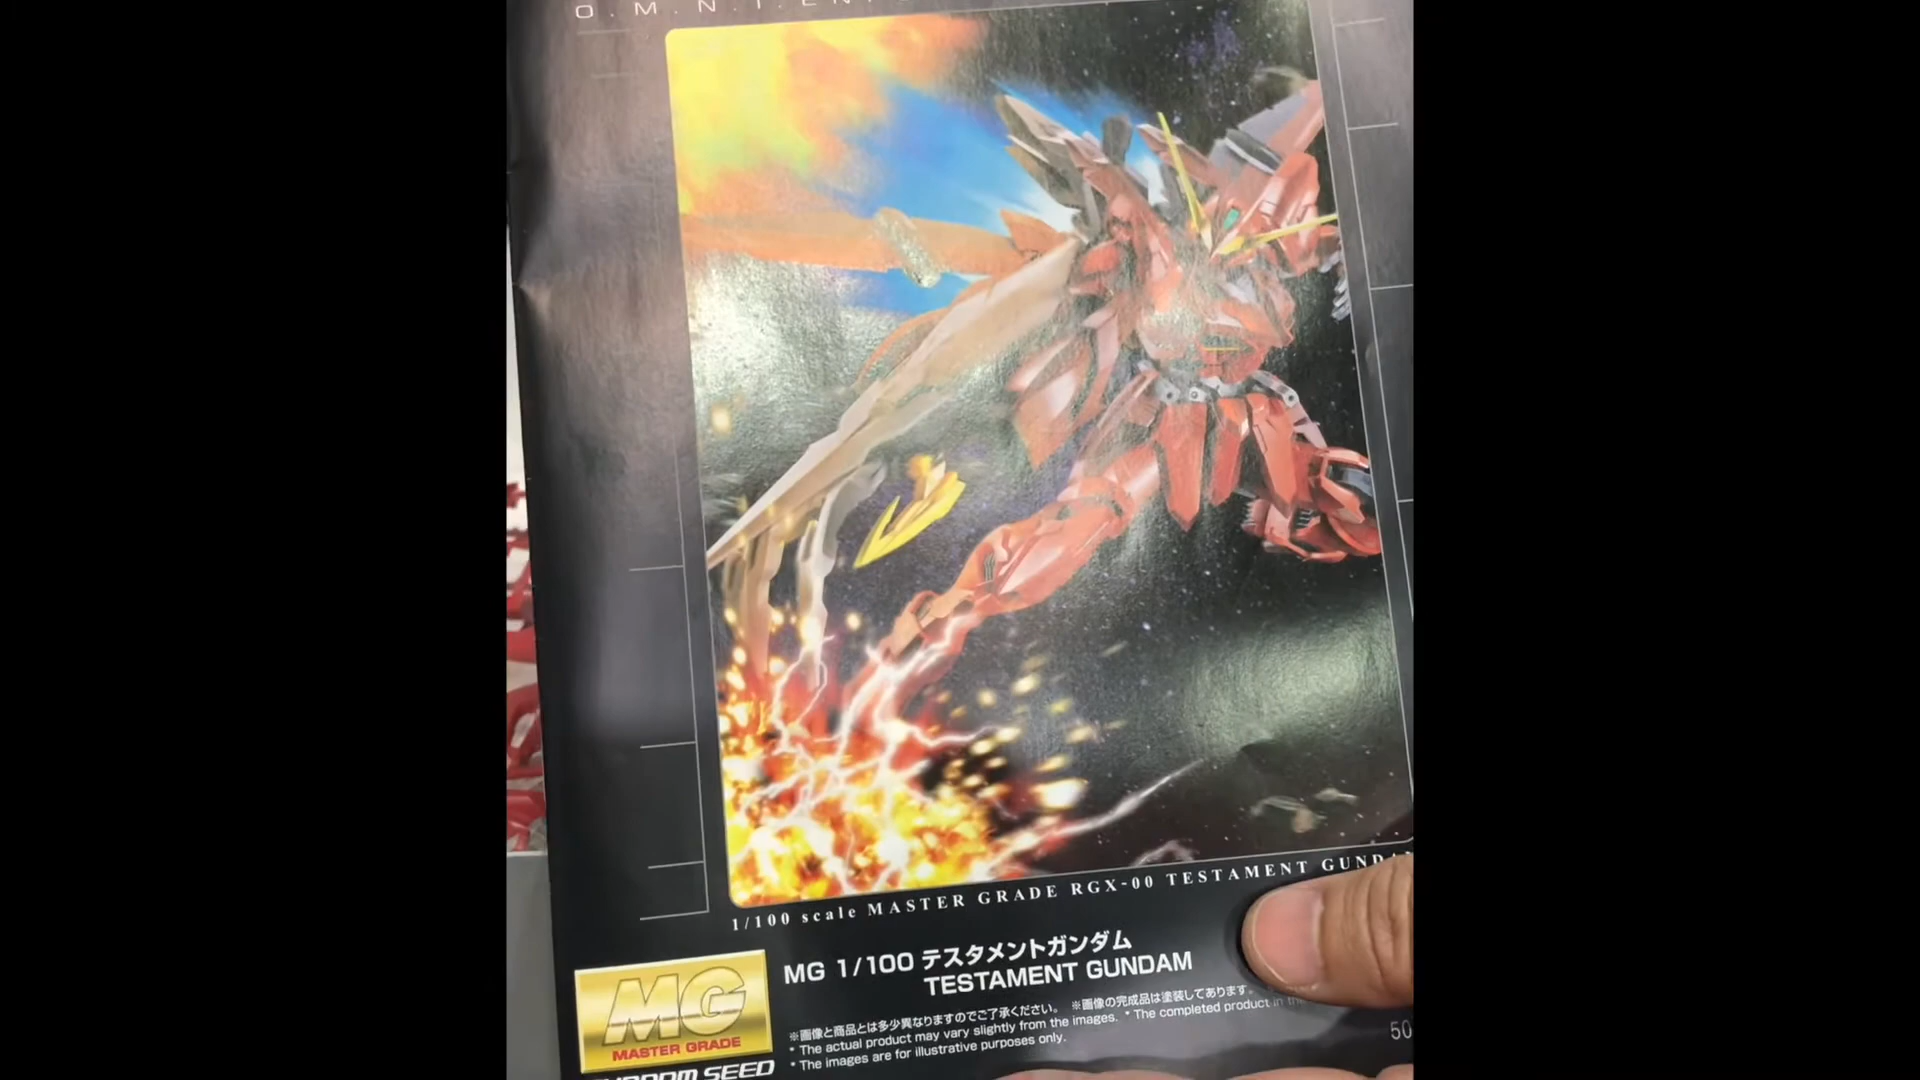 O.M.N.I.EN
1/100 scale MASTER GRADE RGX-00 TESTAMENT GUNDA
MG 1/100 テスタメントガンダム
TESTAMENT GUNDAM
MG
MASTER GRADE
※画像と商品とは多少異なりますのでご了承ください。 ※画像の完成品は塗装してあります。
* The actual product may vary slightly from the images. * The completed product in the
* The images are for illustrative purposes only.
50
SEED